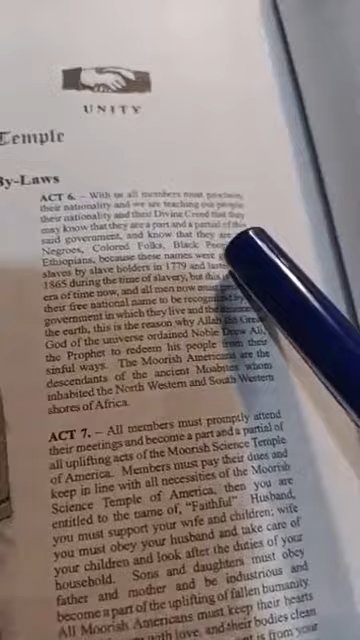 UNITY
Temple
By-Laws
ACT 6. – With us all members must proclaim
their nationality and we are teaching our people
their nationality and their Divine Creed that they
may know that they are a part and a partial of this
said government, and know that they are not
Negroes, Colored Folks, Black People
Ethiopians, because these names were
slaves by slave holders in 1779 and lasted
1865 during the time of slavery, but this is
era of time now, and all men now must
their free national name to be recognized by
government in which they live and the
the earth, this is the reason why Allah the Great
God of the universe ordained Noble Drew Ali,
the Prophet to redeem his people from their
sinful ways. The Moorish Americans are the
descendants of the ancient Moabites whom
inhabited the North Western and South Western
shores of Africa.
ACT 7. – All members must promptly attend
their meetings and become a part and a partial of
all uplifting acts of the Moorish Science Temple
of America. Members must pay their dues and
keep in line with all necessities of the Moorish
Science Temple of America, then you are
entitled to the name of, “Faithful”. Husband,
you must support your wife and children; wife
you must obey your husband and take care of
your children and look after the duties of your
household. Sons and daughters must obey
father and mother and be industrious and
become a part of the uplifting of fallen humanity.
All Moorish Americans must keep their hearts
with love, and their bodies clean
from your